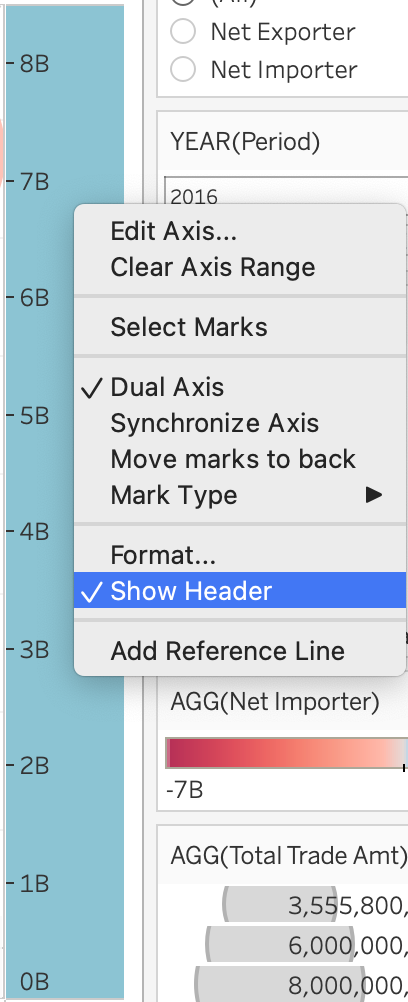 (All)
Net Exporter
Net Importer
8B
7B
6B
5B
4B
3B
2B
1B
0B
YEAR(Period)
2016
Edit Axis...
Clear Axis Range
Select Marks
Dual Axis
Synchronize Axis
Move marks to back
Mark Type
Format...
Show Header
Add Reference Line
AGG(Net Importer)
-7B
AGG(Total Trade Amt)
3,555,800,
6,000,000,
8,000,000,